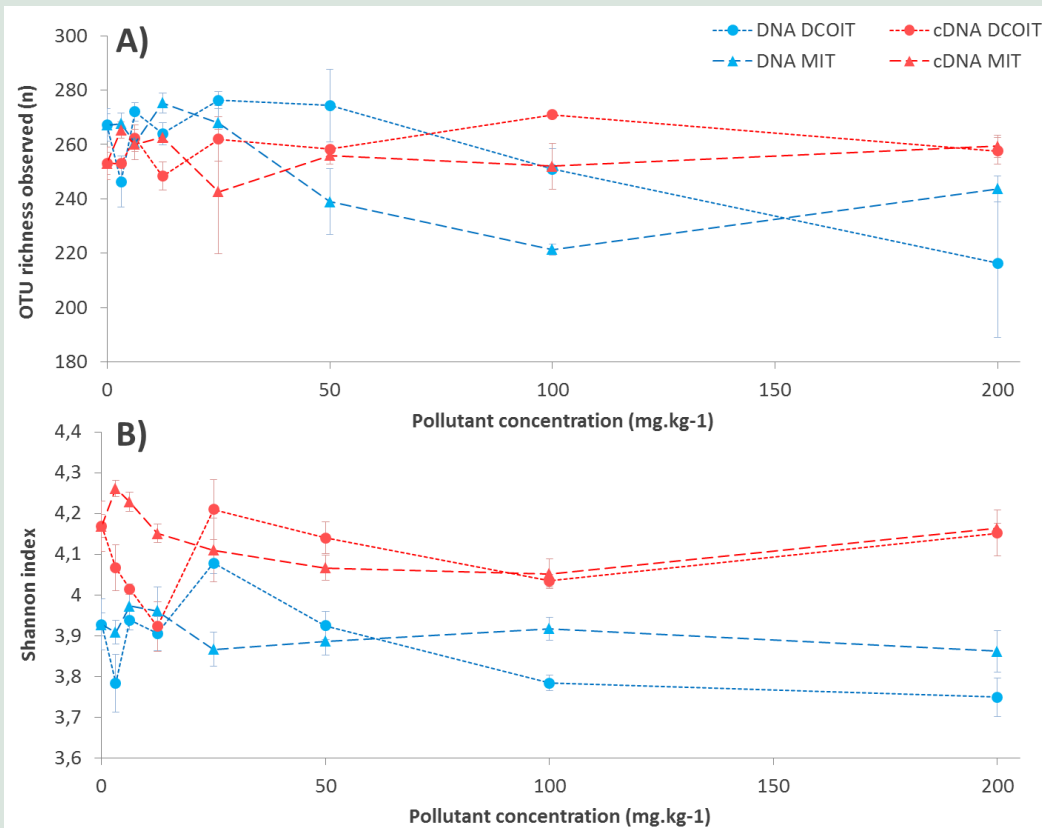 A)
DNA DCOIT
cDNA DCOIT
DNA MIT
cDNA MIT
OTU richness observed (n)
300
280
260
240
220
200
180
0
50
100
150
200
Pollutant concentration (mg.kg-1)
B)
Shannon index
4,4
4,3
4,2
4,1
4
3,9
3,8
3,7
3,6
0
50
100
150
200
Pollutant concentration (mg.kg-1)